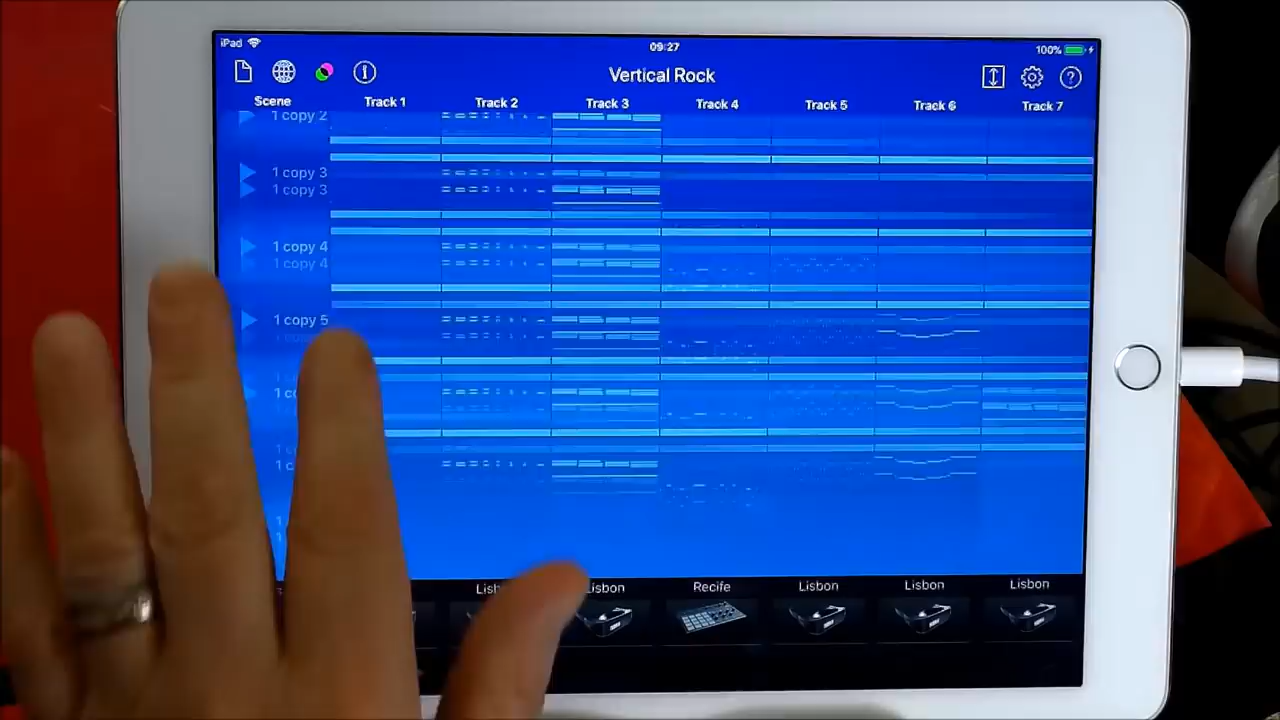 iPad 09:27 100%
Vertical Rock
Scene Track 1 Track 2 Track 3 Track 4 Track 5 Track 6 Track 7
1 copy 2
1 copy 3
1 copy 3
1 copy 4
1 copy 4
1 copy 5
Lisbon Recife Lisbon Lisbon Lisbon